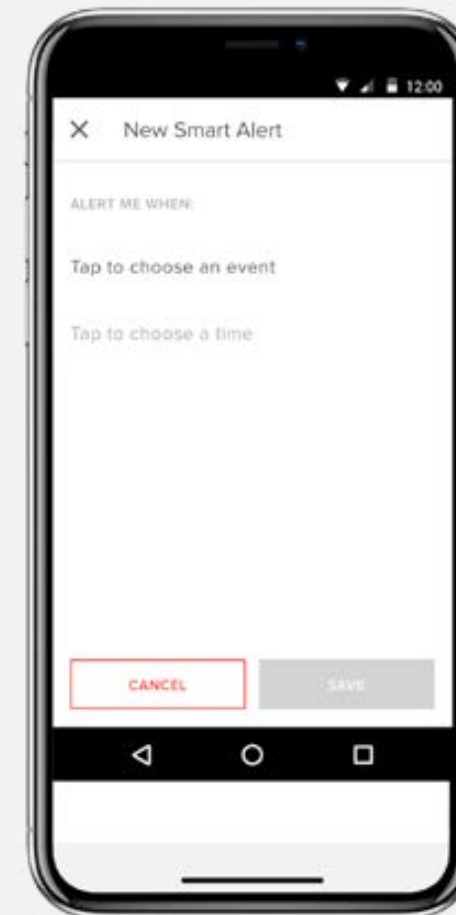 12:00
New Smart Alert
ALERT ME WHEN:
Tap to choose an event
Tap to choose a time
CANCEL
SAVE